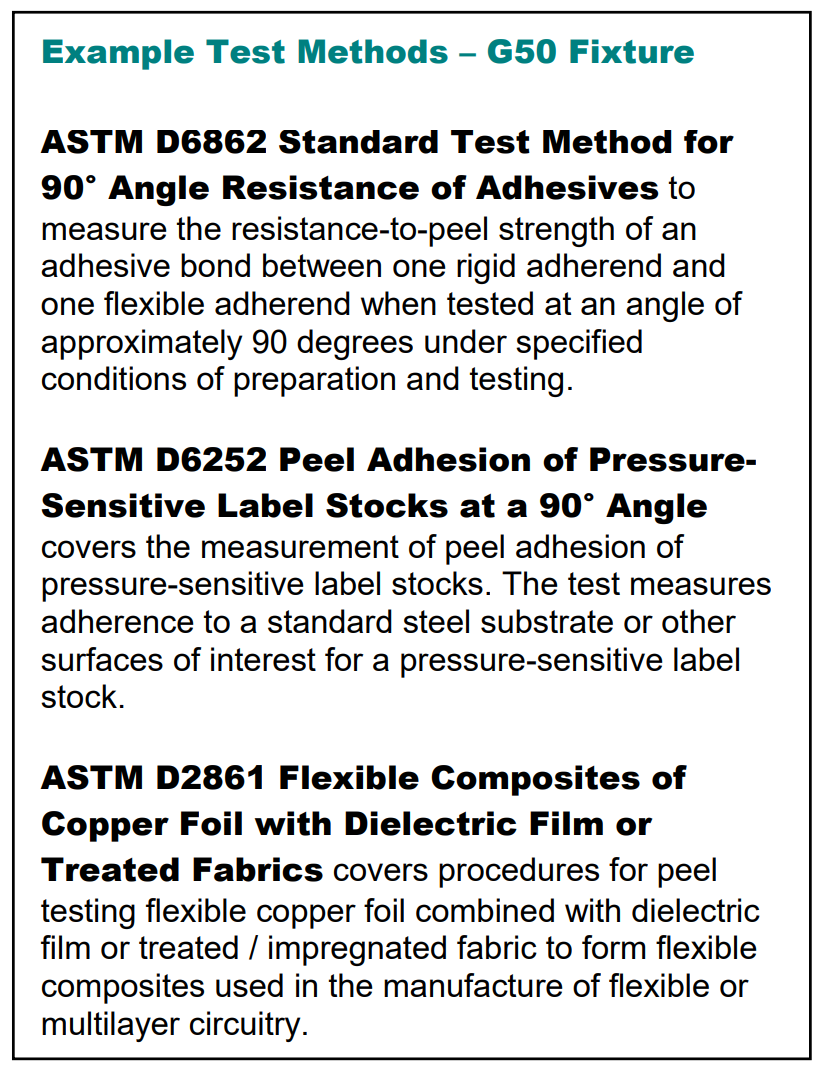 Example Test Methods – G50 Fixture
ASTM D6862 Standard Test Method for
90° Angle Resistance of Adhesives to
measure the resistance-to-peel strength of an
adhesive bond between one rigid adherend and
one flexible adherend when tested at an angle of
approximately 90 degrees under specified
conditions of preparation and testing.
ASTM D6252 Peel Adhesion of Pressure-
Sensitive Label Stocks at a 90° Angle
covers the measurement of peel adhesion of
pressure-sensitive label stocks. The test measures
adherence to a standard steel substrate or other
surfaces of interest for a pressure-sensitive label
stock.
ASTM D2861 Flexible Composites of
Copper Foil with Dielectric Film or
Treated Fabrics covers procedures for peel
testing flexible copper foil combined with dielectric
film or treated / impregnated fabric to form flexible
composites used in the manufacture of flexible or
multilayer circuitry.